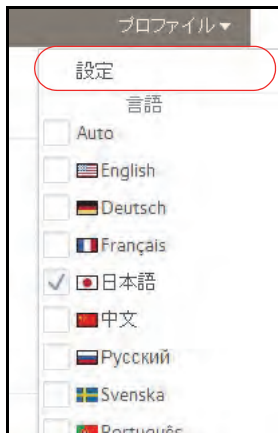 プロファイル▼
設定
言語
Auto
English
Deutsch
Français
日本語
中文
Русский
Svenska
Português